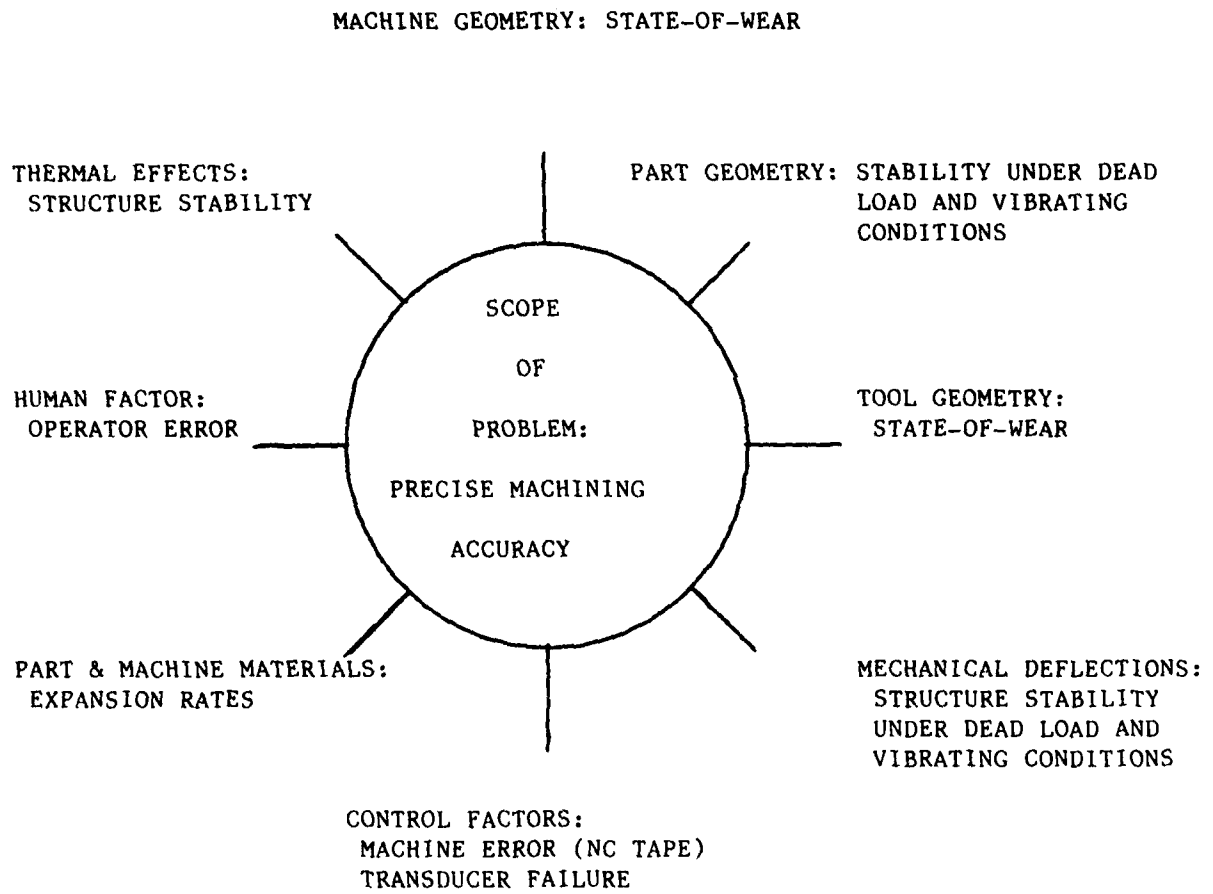 MACHINE GEOMETRY: STATE-OF-WEAR
THERMAL EFFECTS:
STRUCTURE STABILITY
PART GEOMETRY: STABILITY UNDER DEAD
LOAD AND VIBRATING
CONDITIONS
SCOPE
OF
PROBLEM:
PRECISE MACHINING
ACCURACY
HUMAN FACTOR:
OPERATOR ERROR
TOOL GEOMETRY:
STATE-OF-WEAR
PART & MACHINE MATERIALS:
EXPANSION RATES
MECHANICAL DEFLECTIONS:
STRUCTURE STABILITY
UNDER DEAD LOAD AND
VIBRATING CONDITIONS
CONTROL FACTORS:
MACHINE ERROR (NC TAPE)
TRANSDUCER FAILURE